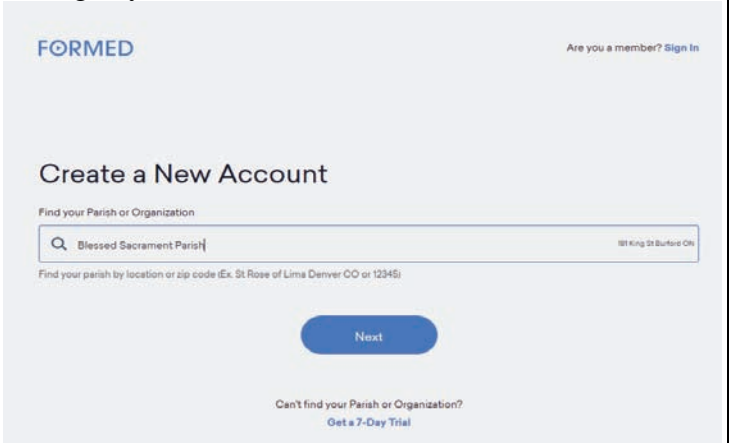 FORMED
Are you a member? Sign In
Create a New Account
Find your Parish or Organization
Blessed Sacrament Parish
181 King St Burford ON
Find your parish by location or zip code (Ex. St Rose of Lima Denver CO or 12345)
Next
Can't find your Parish or Organization?
Get a 7-Day Trial